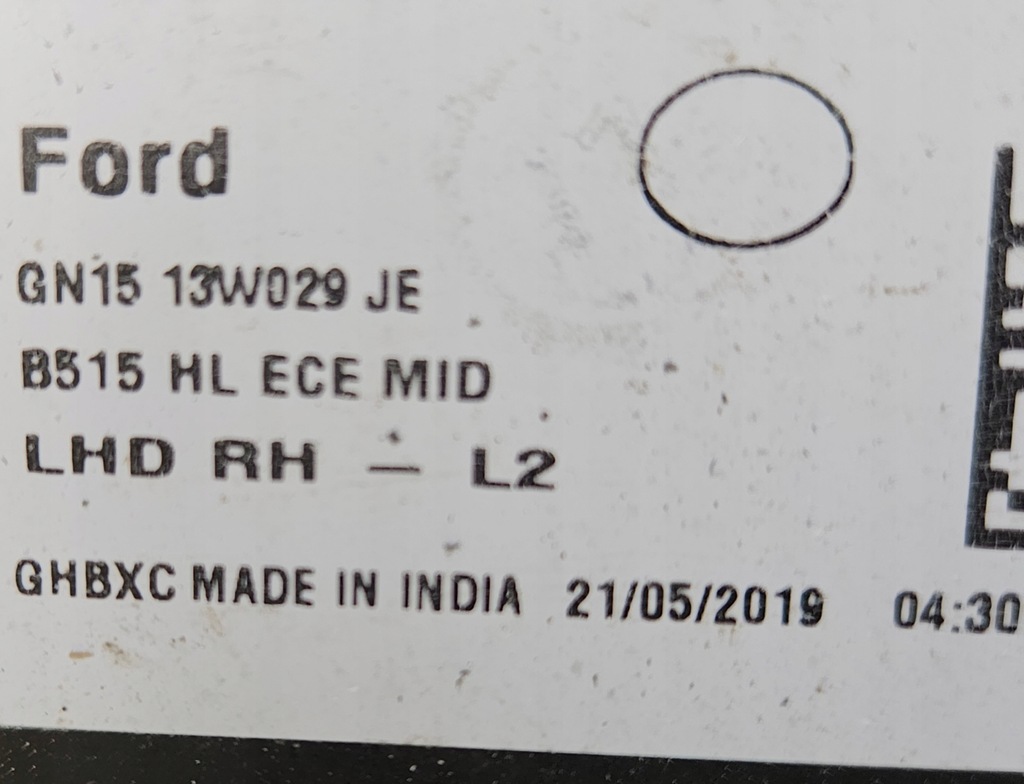 Ford
GN15 13W029 JE
B515 HL ECE MID
LHD RH - L2
GHBXC MADE IN INDIA 21/05/2019 04:30